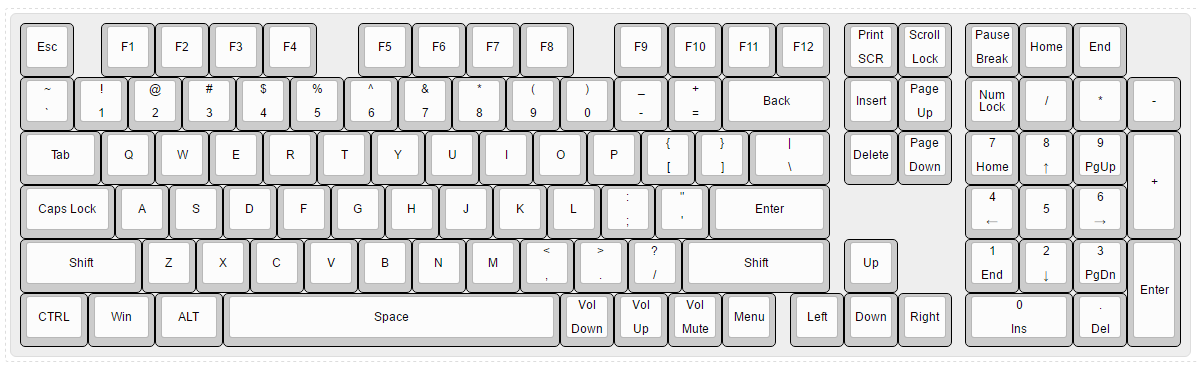 Esc F1 F2 F3 F4 F5 F6 F7 F8 F9 F10 F11 F12 Print SCR Scroll Lock Pause Break Home End
~ ` ! 1 @ 2 # 3 $ 4 % 5 ^ 6 & 7 * 8 ( 9 ) 0 _ - + = Back Insert Page Up Num Lock / * -
Tab Q W E R T Y U I O P { [ } ] | \ Delete Page Down 7 Home 8 ↑ 9 PgUp +
Caps Lock A S D F G H J K L : ; " ' Enter 4 ← 5 6 →
Shift Z X C V B N M < , > . ? / Shift Up 1 End 2 ↓ 3 PgDn Enter
CTRL Win ALT Space Vol Down Vol Up Vol Mute Menu Left Down Right 0 Ins . Del